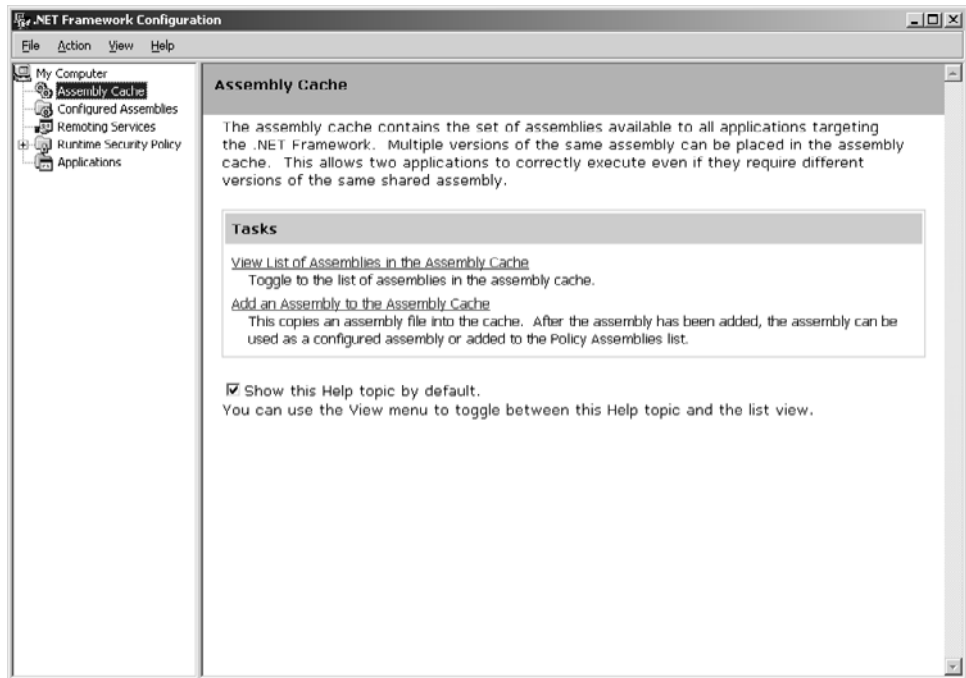 .NET Framework Configuration
File Action View Help
My Computer
Assembly Cache
Configured Assemblies
Remoting Services
Runtime Security Policy
Applications
Assembly Cache
The assembly cache contains the set of assemblies available to all applications targeting
the .NET Framework. Multiple versions of the same assembly can be placed in the assembly
cache. This allows two applications to correctly execute even if they require different
versions of the same shared assembly.
Tasks
View List of Assemblies in the Assembly Cache
Toggle to the list of assemblies in the assembly cache.
Add an Assembly to the Assembly Cache
This copies an assembly file into the cache. After the assembly has been added, the assembly can be
used as a configured assembly or added to the Policy Assemblies list.
Show this Help topic by default.
You can use the View menu to toggle between this Help topic and the list view.